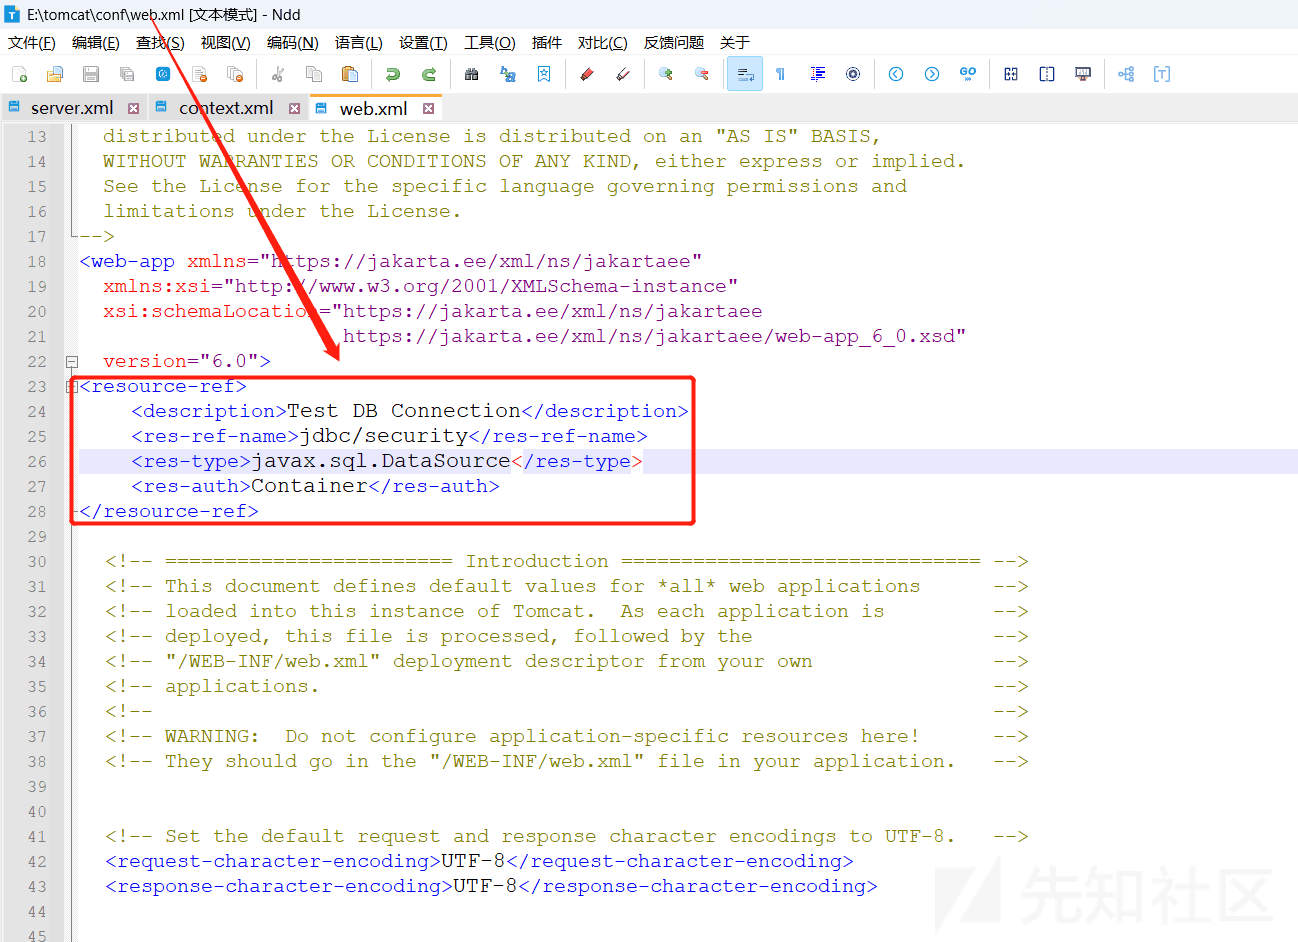 E:\tomcat\conf\web.xml [文本模式] - Ndd
文件(F) 编辑(E) 查找(S) 视图(V) 编码(N) 语言(L) 设置(T) 工具(O) 插件 对比(C) 反馈问题 关于
server.xml context.xml web.xml
13 distributed under the License is distributed on an "AS IS" BASIS,
14 WITHOUT WARRANTIES OR CONDITIONS OF ANY KIND, either express or implied.
15 See the License for the specific language governing permissions and
16 limitations under the License.
17 -->
18 <web-app xmlns="https://jakarta.ee/xml/ns/jakartaee"
19 xmlns:xsi="http://www.w3.org/2001/XMLSchema-instance"
20 xsi:schemaLocation="https://jakarta.ee/xml/ns/jakartaee
21 https://jakarta.ee/xml/ns/jakartaee/web-app_6_0.xsd"
22 version="6.0">
23 <resource-ref>
24 <description>Test DB Connection</description>
25 <res-ref-name>jdbc/security</res-ref-name>
26 <res-type>javax.sql.DataSource</res-type>
27 <res-auth>Container</res-auth>
28 </resource-ref>
29
30 <!-- ======================== Introduction ============================== -->
31 <!-- This document defines default values for *all* web applications -->
32 <!-- loaded into this instance of Tomcat. As each application is -->
33 <!-- deployed, this file is processed, followed by the -->
34 <!-- "/WEB-INF/web.xml" deployment descriptor from your own -->
35 <!-- applications. -->
36 <!-- -->
37 <!-- WARNING: Do not configure application-specific resources here! -->
38 <!-- They should go in the "/WEB-INF/web.xml" file in your application. -->
39
40
41 <!-- Set the default request and response character encodings to UTF-8. -->
42 <request-character-encoding>UTF-8</request-character-encoding>
43 <response-character-encoding>UTF-8</response-character-encoding>
44
45
先知社区